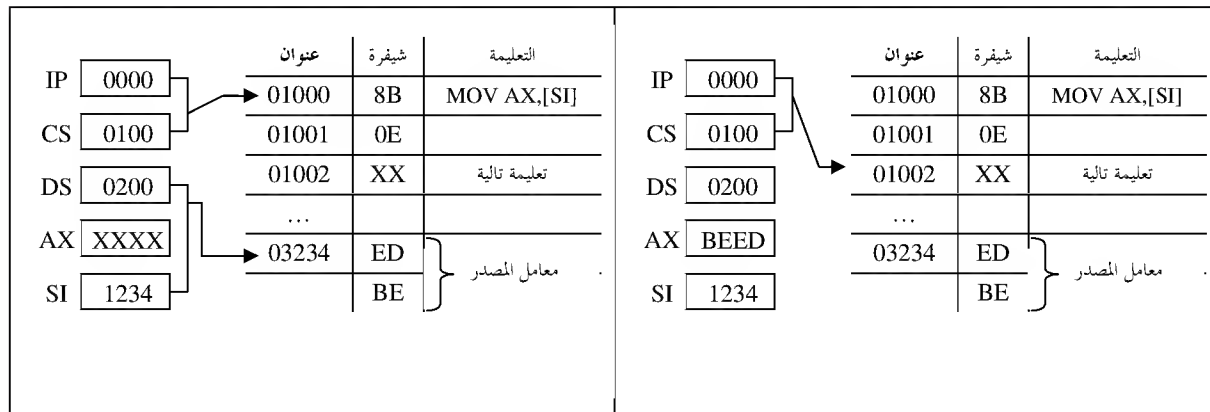 عنوان شيفرة التعليمة
IP 0000 01000 8B MOV AX,[SI]
CS 0100 01001 0E
DS 0200 01002 XX تعليمة تالية
...
AX XXXX 03234 ED
معامل المصدر
SI 1234 BE
عنوان شيفرة التعليمة
IP 0000 01000 8B MOV AX,[SI]
CS 0100 01001 0E
DS 0200 01002 XX تعليمة تالية
...
AX BEED 03234 ED
معامل المصدر
SI 1234 BE